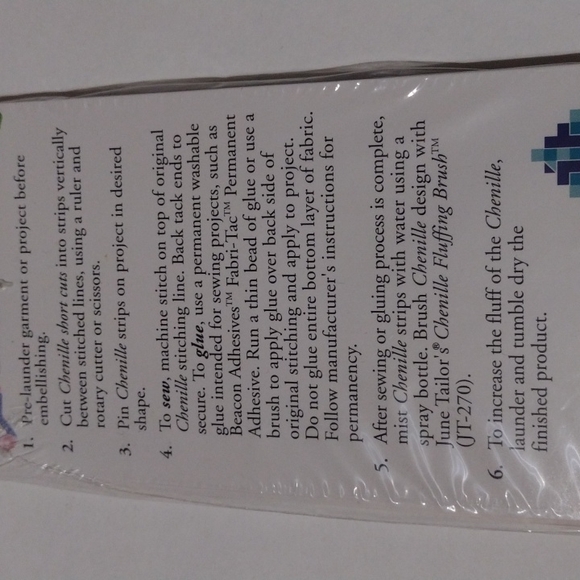 1. Pre-launder garment or project before
embellishing.
2. Cut Chenille short cuts into strips vertically
between stitched lines, using a ruler and
rotary cutter or scissors.
3. Pin Chenille strips on project in desired
shape.
4. To sew, machine stitch on top of original
Chenille stitching line. Back tack ends to
secure. To glue, use a permanent washable
glue intended for sewing projects, such as
Beacon Adhesives™ Fabri-Tac™ Permanent
Adhesive. Run a thin bead of glue or use a
brush to apply glue over back side of
original stitching and apply to project.
Do not glue entire bottom layer of fabric.
Follow manufacturer's instructions for
permanency.
5. After sewing or gluing process is complete,
mist Chenille strips with water using a
spray bottle. Brush Chenille design with
June Tailor's® Chenille Fluffing Brush™
(JT-270).
6. To increase the fluff of the Chenille,
launder and tumble dry the
finished product.